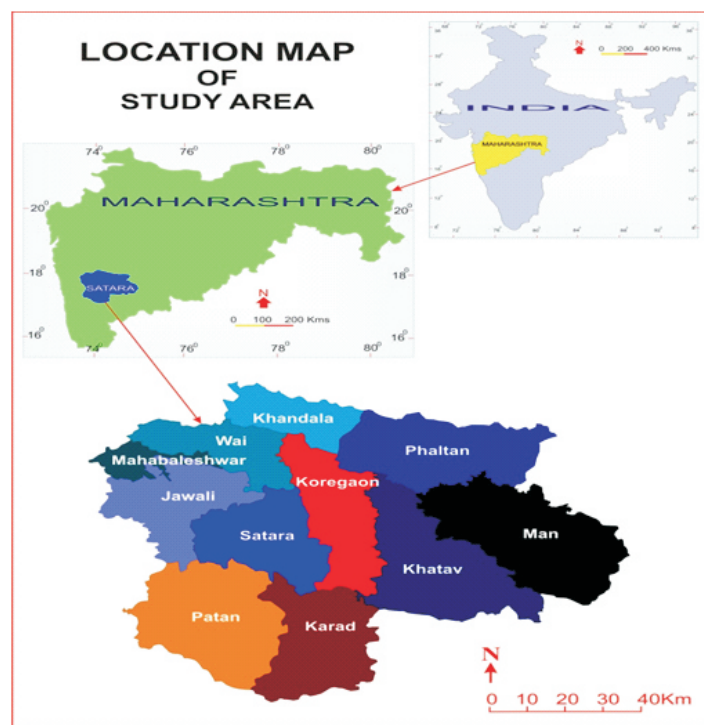 LOCATION MAP
OF
STUDY AREA
N
0 200 400 Kms
INDIA
MAHARASHTRA
74°
76°
78°
80°
MAHARASHTRA
20°
20°
18°
18°
SATARA
N
0 100 200 Kms
16°
16°
74°
76°
78°
80°
Khandala
Wai
Phaltan
Mahabaleshwar
Koregaon
Jawali
Satara
Man
Khatav
Patan
Karad
N
0 10 20 30 40Km